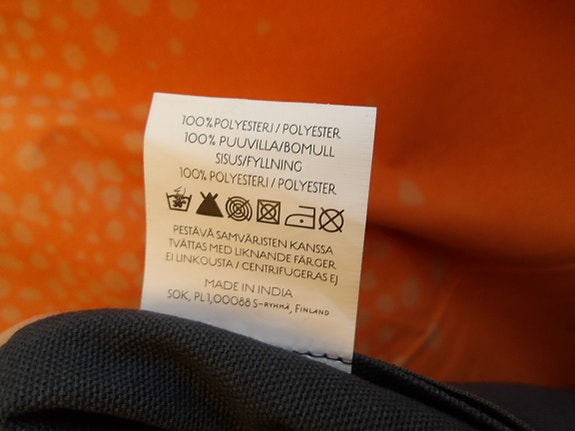 100% POLYESTERI / POLYESTER
100% PUUVILLA/BOMULL
SISUS/FYLLNING
100% POLYESTERI / POLYESTER
30°
PESTÄVÄ SAMVÄRISTEN KANSSA
TVÄTTAS MED LIKNANDE FÄRGER
EI LINKOUSTA / CENTRIFUGERAS EJ
MADE IN INDIA
SOK, PL 1,00088 S-RYHMÄ, FINLAND